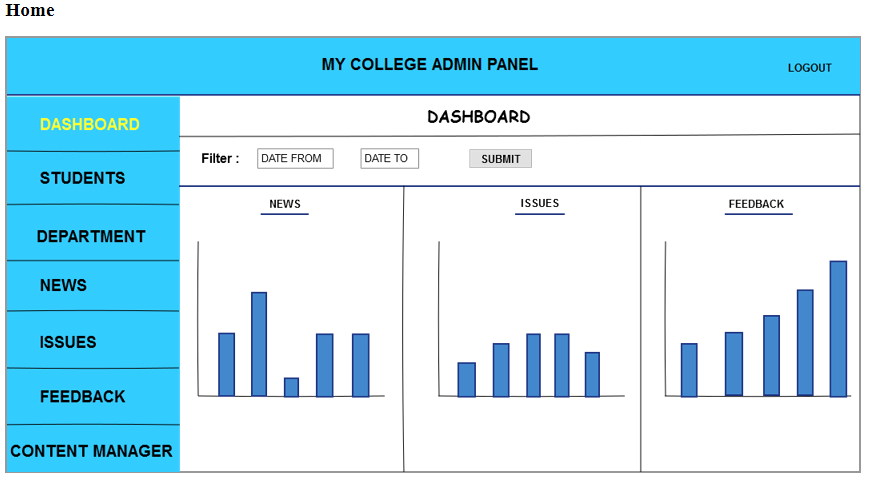 Home
MY COLLEGE ADMIN PANEL
LOGOUT
DASHBOARD
STUDENTS
DEPARTMENT
NEWS
ISSUES
FEEDBACK
CONTENT MANAGER
DASHBOARD
Filter : DATE FROM DATE TO SUBMIT
NEWS
ISSUES
FEEDBACK